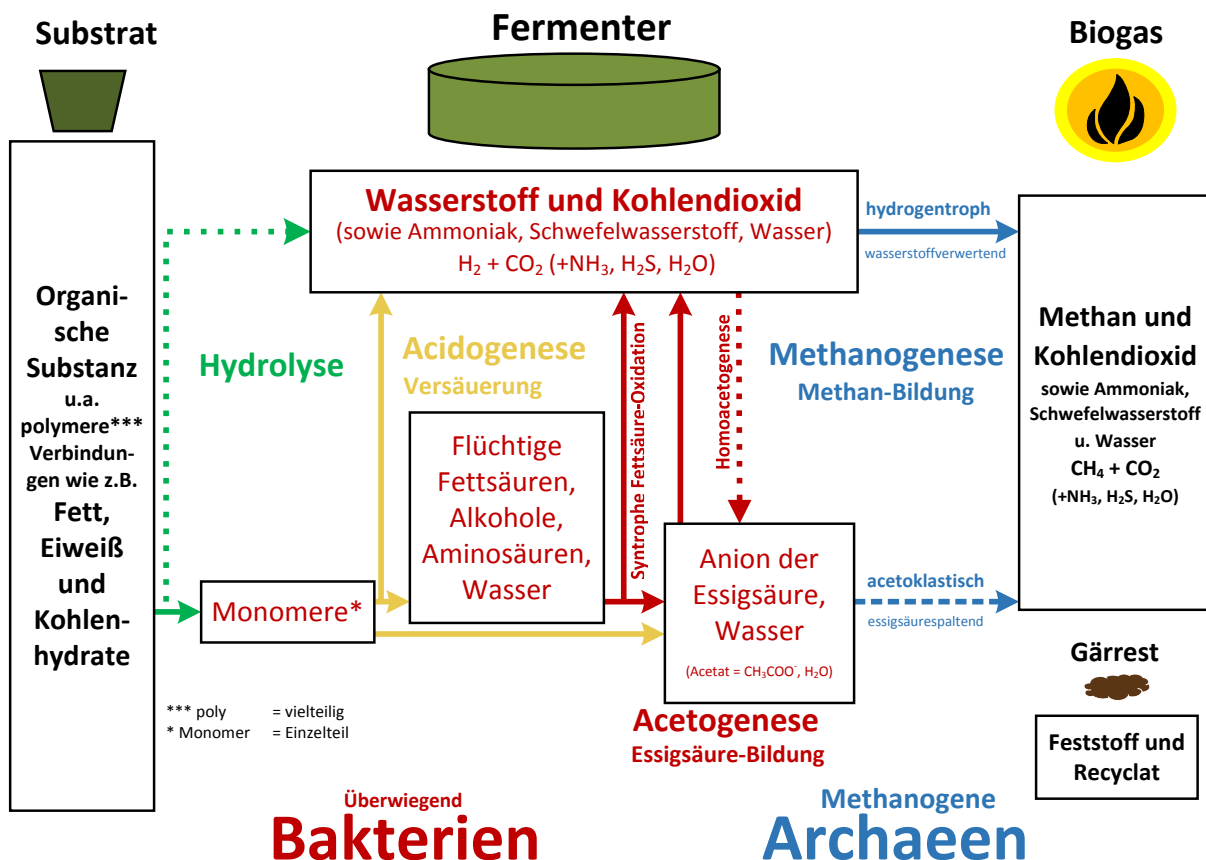 Substrat
Fermenter
Biogas
Organi-
sche
Substanz
u.a.
polymere***
Verbindun-
gen wie z.B.
Fett,
Eiweiß
und
Kohlen-
hydrate
Wasserstoff und Kohlendioxid
(sowie Ammoniak, Schwefelwasserstoff, Wasser)
H₂ + CO₂ (+NH₃, H₂S, H₂O)
hydrogentroph
wasserstoffverwertend
Hydrolyse
Acidogenese
Versäuerung
Syntrophe Fettsäure-Oxidation
Homoacetogenese
Methanogenese
Methan-Bildung
Methan und
Kohlendioxid
sowie Ammoniak,
Schwefelwasserstoff
u. Wasser
CH₄ + CO₂
(+NH₃, H₂S, H₂O)
Monomere*
Flüchtige
Fettsäuren,
Alkohole,
Aminosäuren,
Wasser
Anion der
Essigsäure,
Wasser
(Acetat = CH₃COO⁻, H₂O)
acetoklastisch
essigsäurespaltend
Acetogenese
Essigsäure-Bildung
Gärrest
Feststoff und
Recyclat
*** poly = vielteilig
* Monomer = Einzelteil
Überwiegend
Bakterien
Methanogene
Archaeen